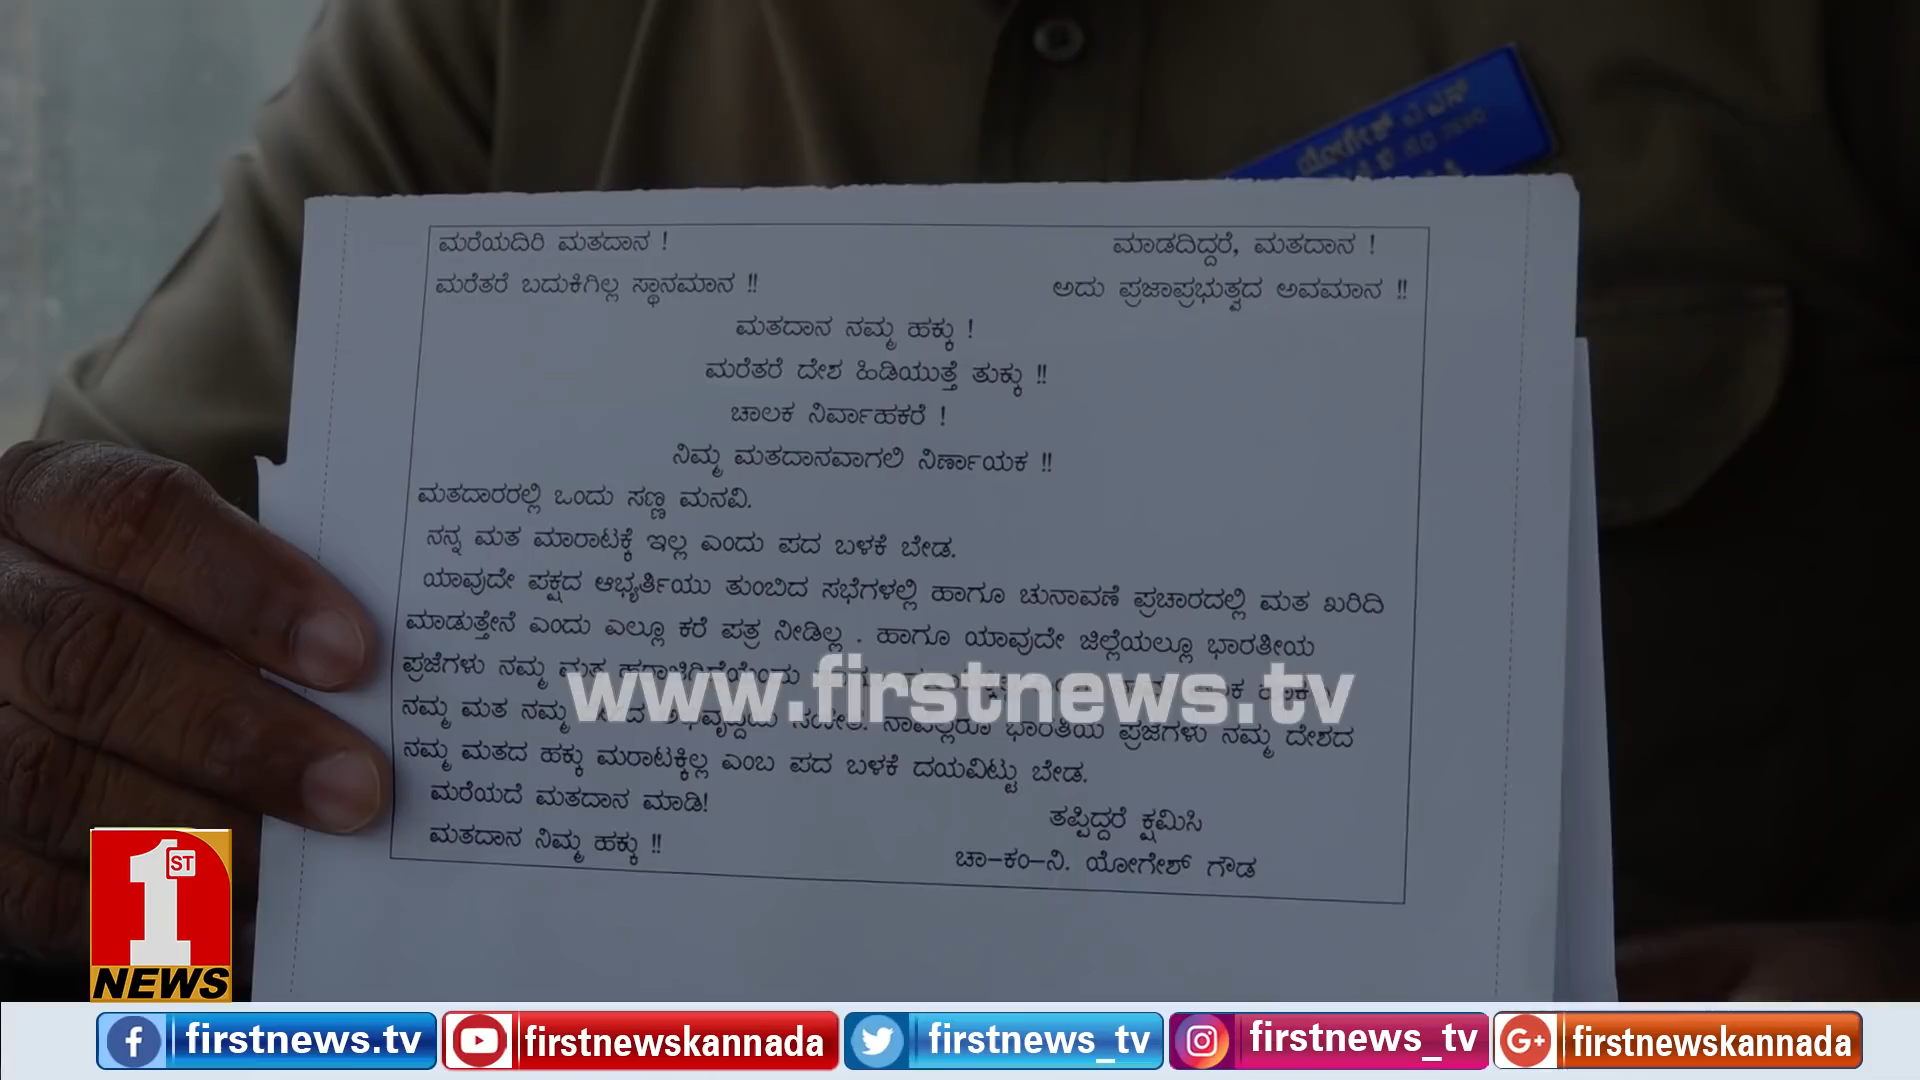 ಯೋಗೇಶ್
ಮರೆಯದಿರಿ ಮತದಾನ ! ಮಾಡದಿದ್ದರೆ, ಮತದಾನ !
ಮರೆತರೆ ಬದುಕಿಗಿಲ್ಲ ಸ್ಥಾನಮಾನ !! ಅದು ಪ್ರಜಾಪ್ರಭುತ್ವದ ಅವಮಾನ !!
ಮತದಾನ ನಮ್ಮ ಹಕ್ಕು !
ಮರೆತರೆ ದೇಶ ಹಿಡಿಯುತ್ತೆ ತುಕ್ಕು !!
ಚಾಲಕ ನಿರ್ವಾಹಕರೆ !
ನಿಮ್ಮ ಮತದಾನವಾಗಲಿ ನಿರ್ಣಾಯಕ !!
ಮತದಾರರಲ್ಲಿ ಒಂದು ಸಣ್ಣ ಮನವಿ.
ನನ್ನ ಮತ ಮಾರಾಟಕ್ಕೆ ಇಲ್ಲ ಎಂದು ಪದ ಬಳಕೆ ಬೇಡ.
ಯಾವುದೇ ಪಕ್ಷದ ಆಭ್ಯರ್ತಿಯು ತುಂಬಿದ ಸಭೆಗಳಲ್ಲಿ ಹಾಗೂ ಚುನಾವಣೆ ಪ್ರಚಾರದಲ್ಲಿ ಮತ ಖರಿದಿ
ಮಾಡುತ್ತೇನೆ ಎಂದು ಎಲ್ಲೂ ಕರೆ ಪತ್ರ ನೀಡಿಲ್ಲ . ಹಾಗೂ ಯಾವುದೇ ಜಿಲ್ಲೆಯಲ್ಲೂ ಭಾರತೀಯ
ಪ್ರಜೆಗಳು ನಮ್ಮ ಮತ
www.firstnews.tv
ನಮ್ಮ ಮತ ನಮ್ಮ ನಾವೆಲ್ಲರೂ ಭಾರತಿಯ ಪ್ರಜೆಗಳು ನಮ್ಮ ದೇಶದ
ನಮ್ಮ ಮತದ ಹಕ್ಕು ಮರಾಟಕ್ಕಿಲ್ಲ ಎಂಬ ಪದ ಬಳಕೆ ದಯವಿಟ್ಟು ಬೇಡ.
ಮರೆಯದೆ ಮತದಾನ ಮಾಡಿ! ತಪ್ಪಿದ್ದರೆ ಕ್ಷಮಿಸಿ
ಮತದಾನ ನಿಮ್ಮ ಹಕ್ಕು !! ಚಾ-ಕಂ-ನಿ. ಯೋಗೇಶ್ ಗೌಡ
1ST
NEWS
firstnews.tv firstnewskannada firstnews_tv firstnews_tv G+ firstnewskannada